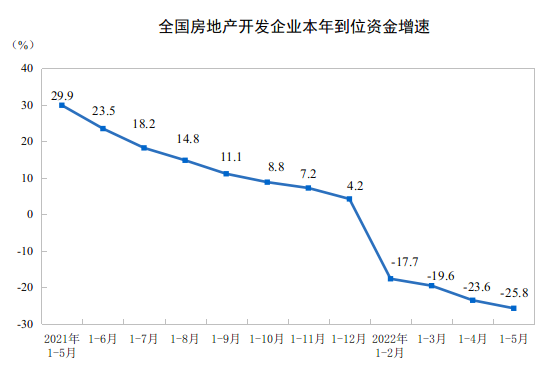 全国房地产开发企业本年到位资金增速
（%）
40
30
20
10
0
-10
-20
-30
29.9
23.5
18.2
14.8
11.1
8.8
7.2
4.2
-17.7
-19.6
-23.6
-25.8
2021年
1-5月
1-6月
1-7月
1-8月
1-9月
1-10月
1-11月
1-12月
2022年
1-2月
1-3月
1-4月
1-5月